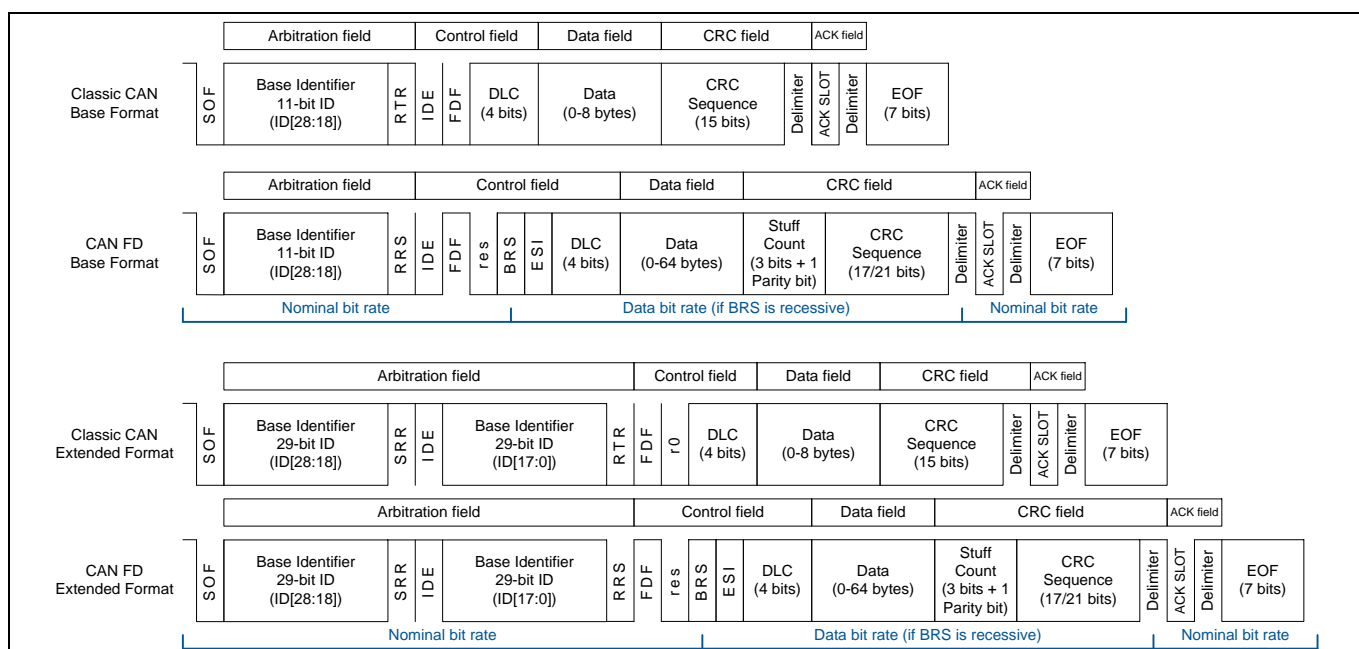 Arbitration field Control field Data field CRC field ACK field
Classic CAN
Base Format
SOF
Base Identifier
11-bit ID
(ID[28:18])
RTR
IDE
FDF
DLC
(4 bits)
Data
(0-8 bytes)
CRC
Sequence
(15 bits)
Delimiter
ACK SLOT
Delimiter
EOF
(7 bits)
Arbitration field Control field Data field CRC field ACK field
CAN FD
Base Format
SOF
Base Identifier
11-bit ID
(ID[28:18])
RRS
IDE
FDF
res
BRS
ESI
DLC
(4 bits)
Data
(0-64 bytes)
Stuff
Count
(3 bits + 1
Parity bit)
CRC
Sequence
(17/21 bits)
Delimiter
ACK SLOT
Delimiter
EOF
(7 bits)
Nominal bit rate Data bit rate (if BRS is recessive) Nominal bit rate
Arbitration field Control field Data field CRC field ACK field
Classic CAN
Extended Format
SOF
Base Identifier
29-bit ID
(ID[28:18])
SRR
IDE
Base Identifier
29-bit ID
(ID[17:0])
RTR
FDF
r0
DLC
(4 bits)
Data
(0-8 bytes)
CRC
Sequence
(15 bits)
Delimiter
ACK SLOT
Delimiter
EOF
(7 bits)
Arbitration field Control field Data field CRC field ACK field
CAN FD
Extended Format
SOF
Base Identifier
29-bit ID
(ID[28:18])
SRR
IDE
Base Identifier
29-bit ID
(ID[17:0])
RRS
FDF
res
BRS
ESI
DLC
(4 bits)
Data
(0-64 bytes)
Stuff
Count
(3 bits + 1
Parity bit)
CRC
Sequence
(17/21 bits)
Delimiter
ACK SLOT
Delimiter
EOF
(7 bits)
Nominal bit rate Data bit rate (if BRS is recessive) Nominal bit rate